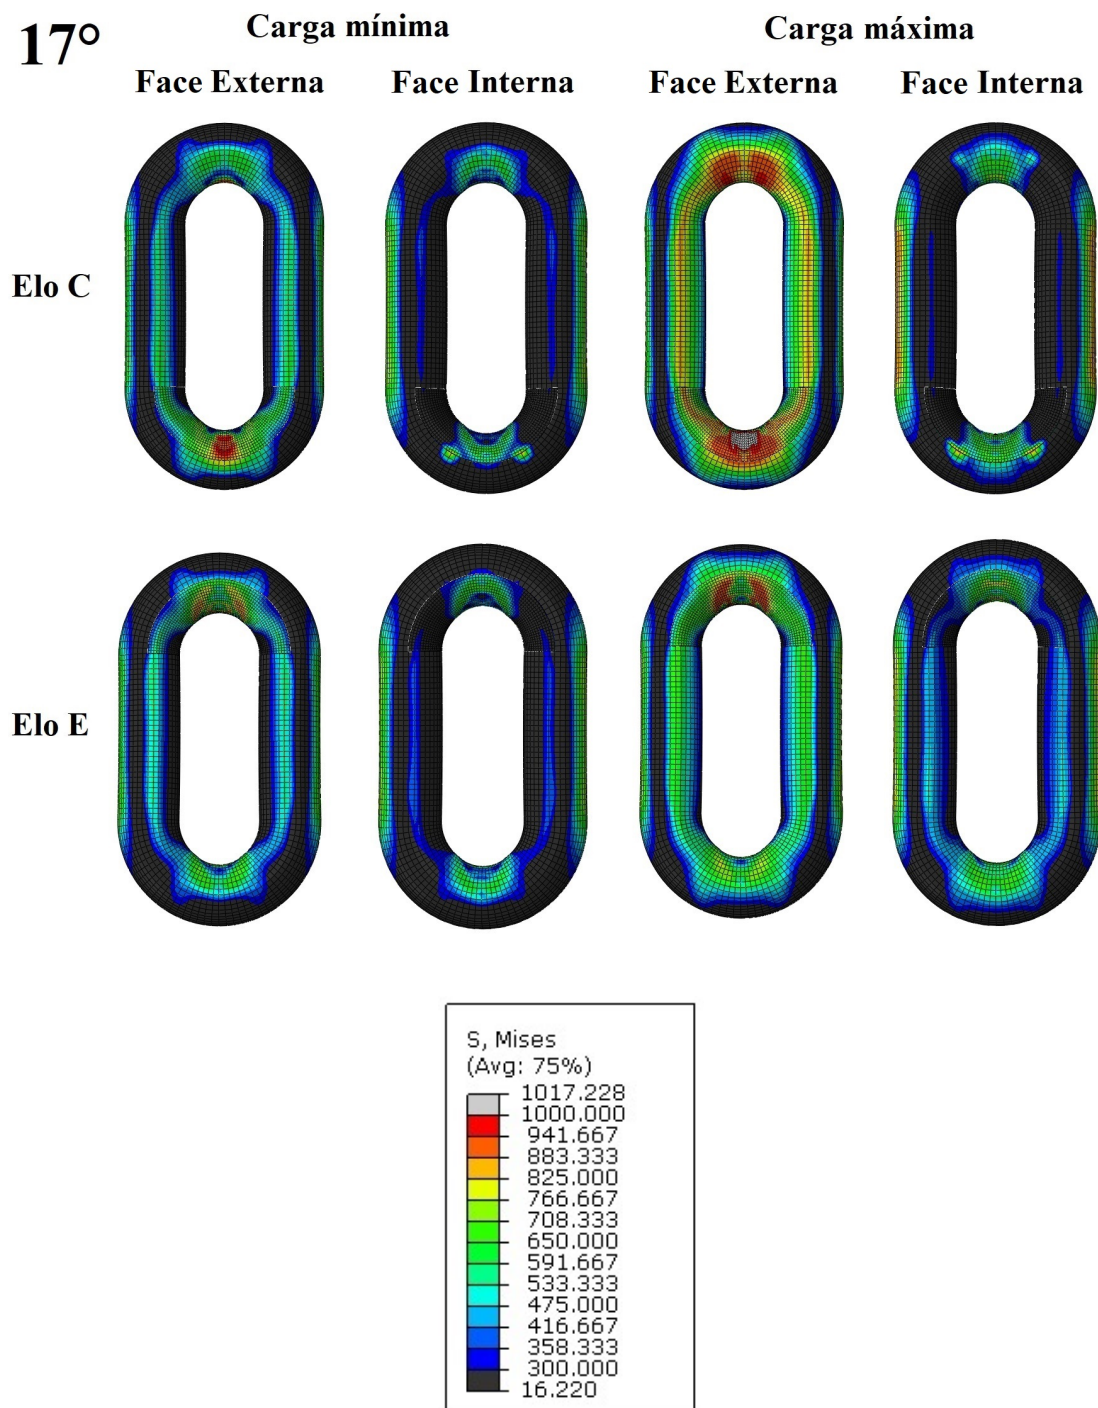 17°
Carga mínima
Carga máxima
Face Externa
Face Interna
Face Externa
Face Interna
Elo C
Elo E
S, Mises
(Avg: 75%)
1017.228
1000.000
941.667
883.333
825.000
766.667
708.333
650.000
591.667
533.333
475.000
416.667
358.333
300.000
16.220